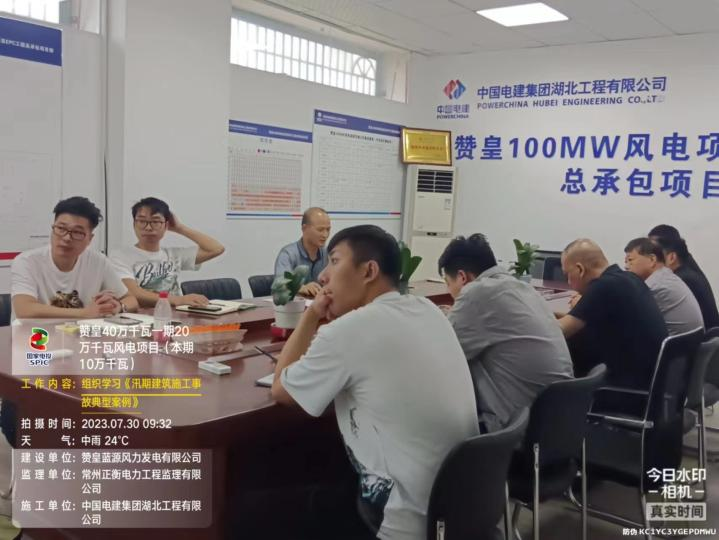 中国电建
POWERCHINA
中国电建集团湖北工程有限公司
POWERCHINA HUBEI ENGINEERING CO.,LTD
赞皇100MW风电项
总承包项目
国家电投
SPIC
赞皇40万千瓦一期20
万千瓦风电项目（本期
10万千瓦）
工作内容：组织学习《汛期建筑施工事
故典型案例》
拍摄时间：2023.07.30 09:32
天气：中雨 24℃
建设单位：赞皇蓝源风力发电有限公司
监理单位：常州正衡电力工程监理有限
公司
施工单位：中国电建集团湖北工程有限
公司
今日水印
-相机-
真实时间
防伪 KC1YC3YGEPDMWU